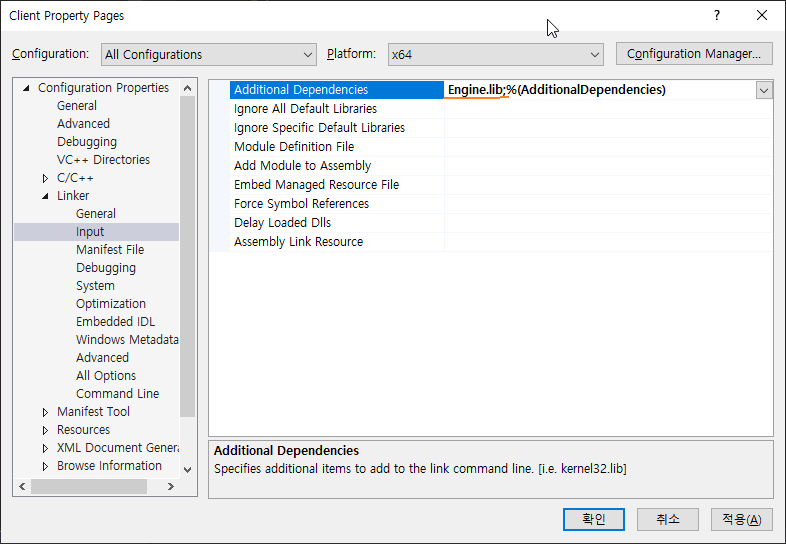 Client Property Pages
?
Configuration: All Configurations Platform: x64 Configuration Manager...
Configuration Properties
General
Advanced
Debugging
VC++ Directories
C/C++
Linker
General
Input
Manifest File
Debugging
System
Optimization
Embedded IDL
Windows Metadata
Advanced
All Options
Command Line
Manifest Tool
Resources
XML Document Genera
Browse Information
Additional Dependencies Engine.lib;%(AdditionalDependencies)
Ignore All Default Libraries
Ignore Specific Default Libraries
Module Definition File
Add Module to Assembly
Embed Managed Resource File
Force Symbol References
Delay Loaded Dlls
Assembly Link Resource
Additional Dependencies
Specifies additional items to add to the link command line. [i.e. kernel32.lib]
확인 취소 적용(A)